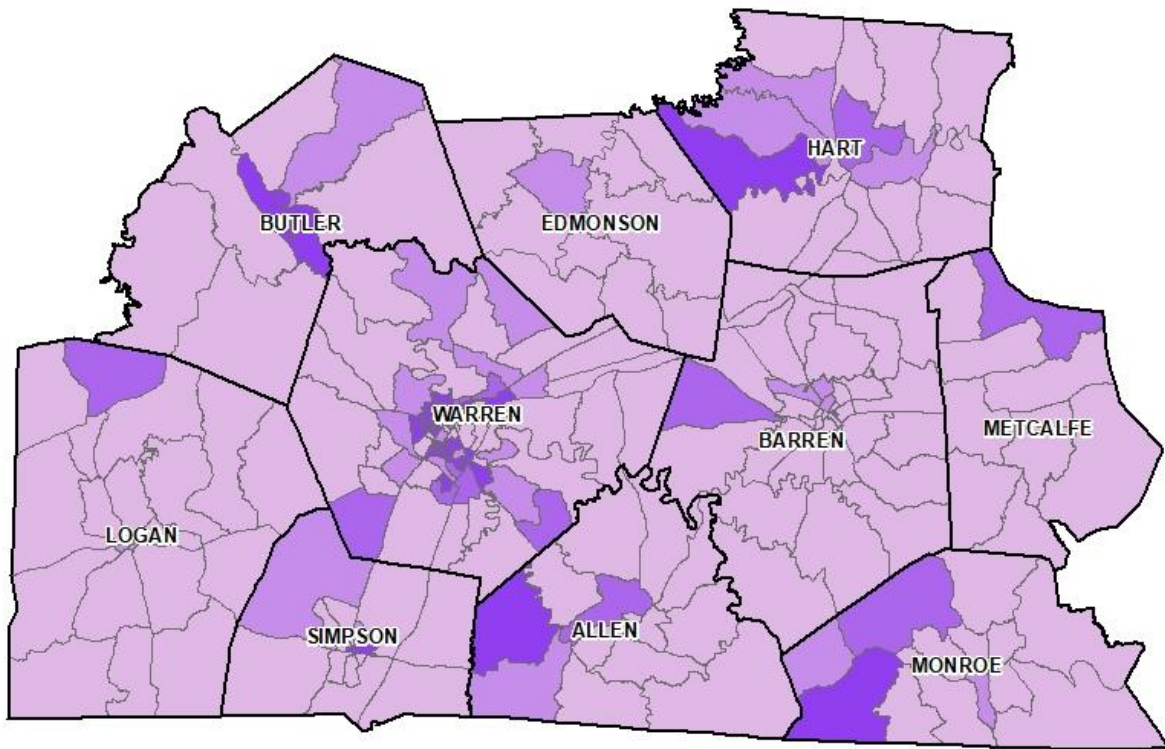 HART
BUTLER
EDMONSON
WARREN
METCALFE
BARREN
LOGAN
ALLEN
SIMPSON
MONROE